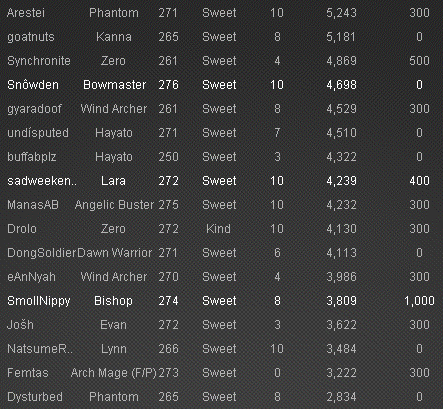 Arestei Phantom 271 Sweet 10 5,243 300
goatnuts Kanna 265 Sweet 8 5,181 0
Synchronite Zero 261 Sweet 4 4,869 500
Snôwden Bowmaster 276 Sweet 10 4,698 0
gyaradoof Wind Archer 261 Sweet 8 4,529 300
undísputed Hayato 271 Sweet 7 4,510 0
buffabplz Hayato 250 Sweet 3 4,322 0
sadweeken.. Lara 272 Sweet 10 4,239 400
ManasAB Angelic Buster 275 Sweet 10 4,232 300
Drolo Zero 272 Kind 10 4,130 300
DongSoldier Dawn Warrior 271 Sweet 6 4,113 0
eAnNyah Wind Archer 270 Sweet 4 3,986 300
SmollNippy Bishop 274 Sweet 8 3,809 1,000
Jošh Evan 272 Sweet 3 3,622 300
NatsumeR.. Lynn 266 Sweet 10 3,484 0
Femtas Arch Mage (F/P) 273 Sweet 0 3,222 300
Dysturbed Phantom 265 Sweet 8 2,834 0